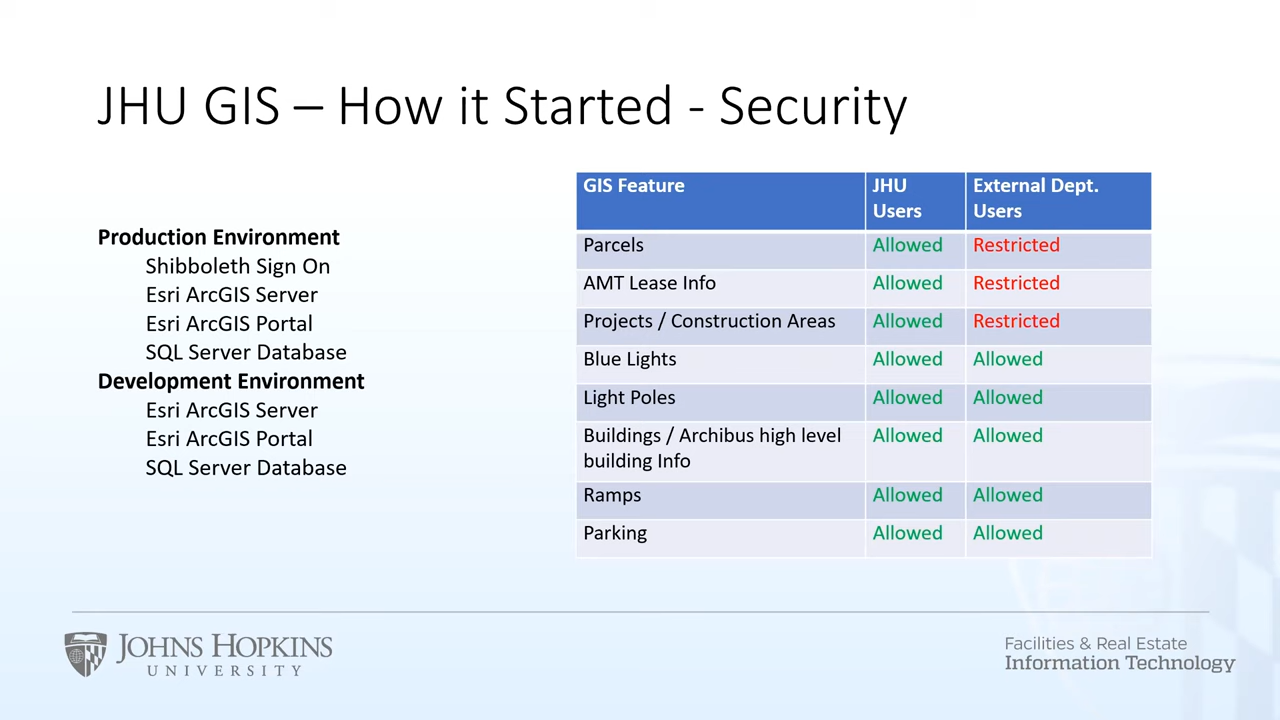 JHU GIS – How it Started - Security
Production Environment
Shibboleth Sign On
Esri ArcGIS Server
Esri ArcGIS Portal
SQL Server Database
Development Environment
Esri ArcGIS Server
Esri ArcGIS Portal
SQL Server Database
GIS Feature JHU Users External Dept. Users
Parcels Allowed Restricted
AMT Lease Info Allowed Restricted
Projects / Construction Areas Allowed Restricted
Blue Lights Allowed Allowed
Light Poles Allowed Allowed
Buildings / Archibus high level building Info Allowed Allowed
Ramps Allowed Allowed
Parking Allowed Allowed
JOHNS HOPKINS
UNIVERSITY
Facilities & Real Estate
Information Technology